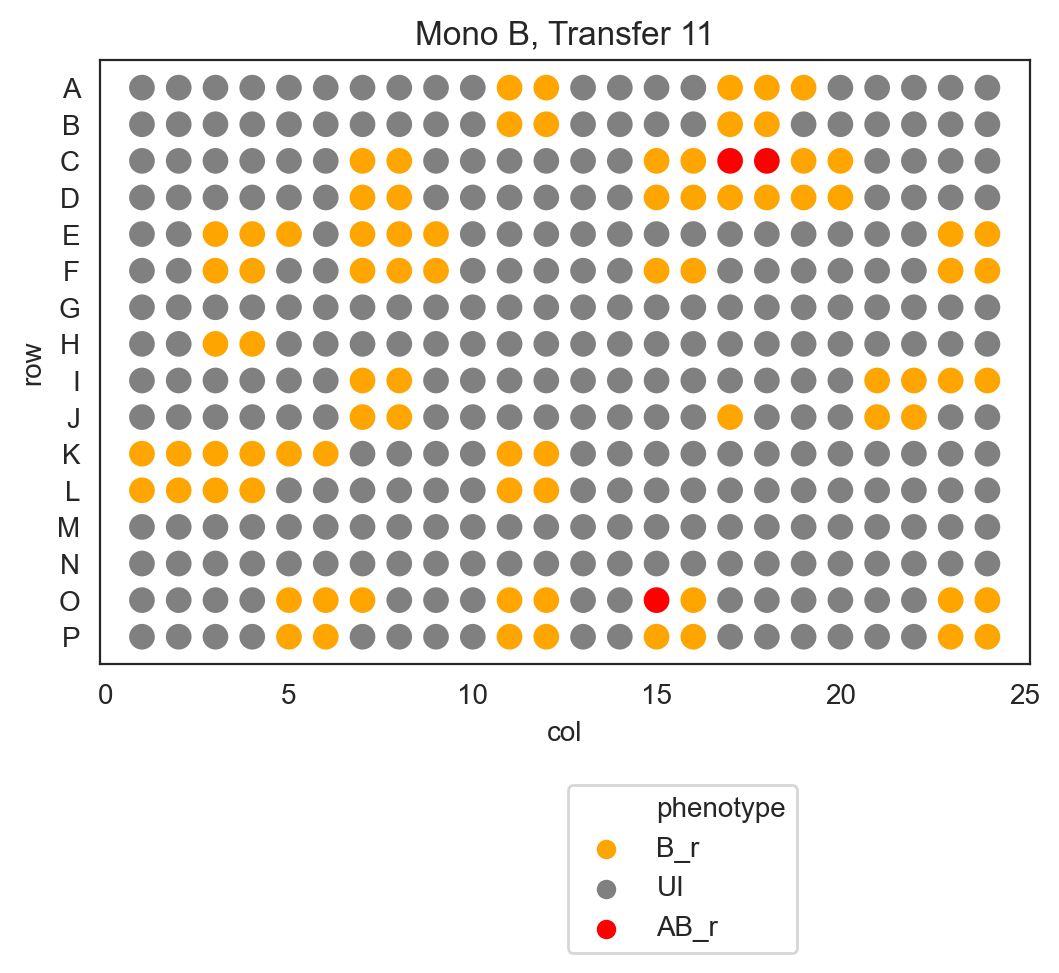 Mono B, Transfer 11
row
A
B
C
D
E
F
G
H
I
J
K
L
M
N
O
P
0 5 10 15 20 25
col
phenotype
B_r
UI
AB_r